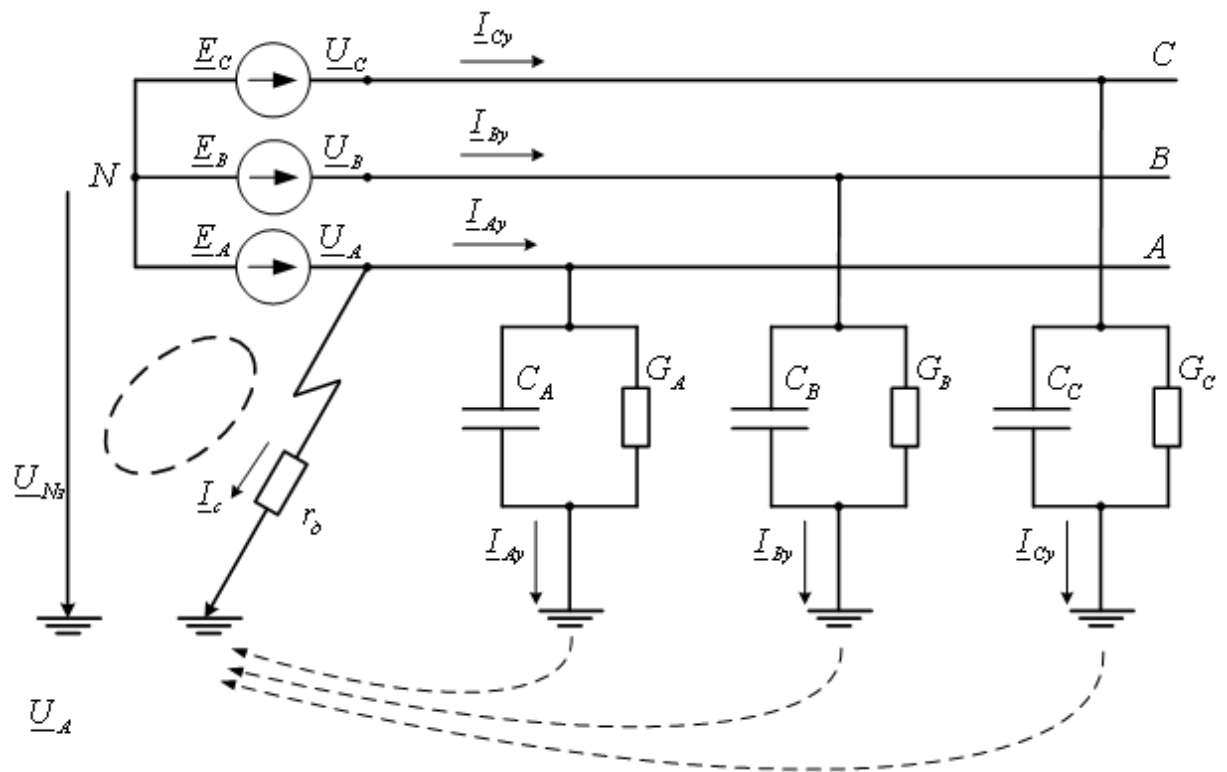 I_Cy
E_C U_C C
I_By
E_B U_B B
N
I_Ay
E_A U_A A
C_A G_A C_B G_B C_C G_C
U_Nз
I_с
r_д
I_Ay I_By I_Cy
U_A